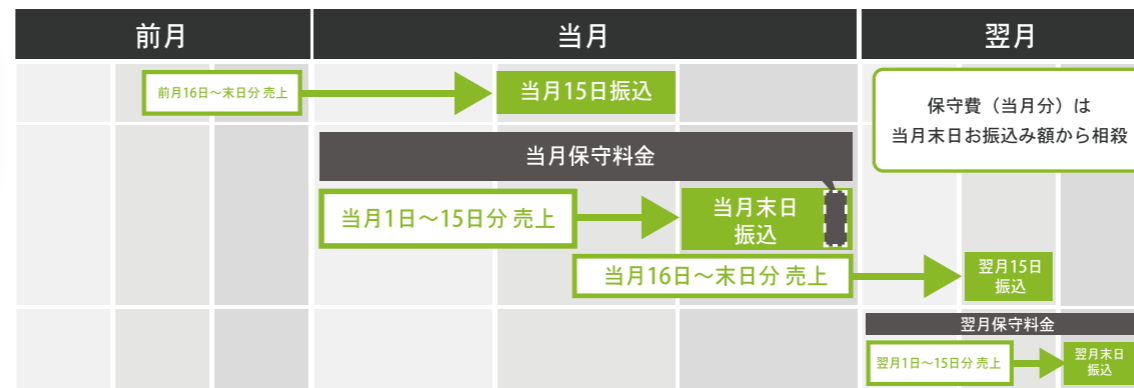 前月
当月
翌月
前月16日～末日分 売上
当月15日振込
保守費（当月分）は
当月末日お振込み額から相殺
当月保守料金
当月1日～15日分 売上
当月末日
振込
当月16日～末日分 売上
翌月15日
振込
翌月保守料金
翌月1日～15日分 売上
翌月末日
振込